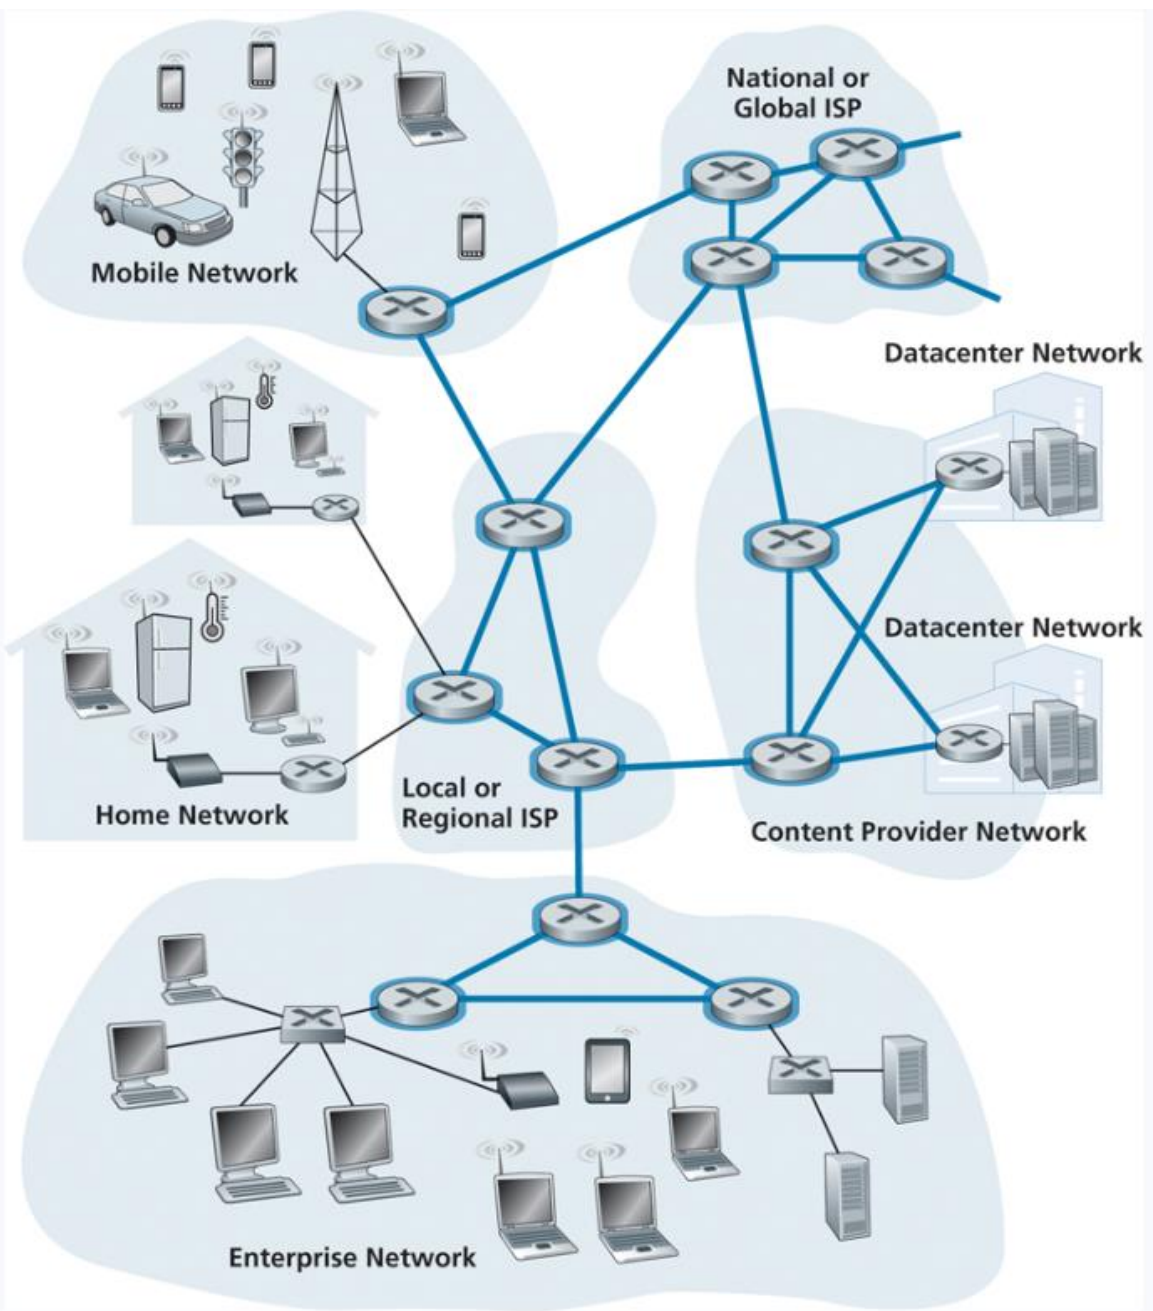 National or
Global ISP
Mobile Network
Datacenter Network
Datacenter Network
Home Network
Local or
Regional ISP
Content Provider Network
Enterprise Network